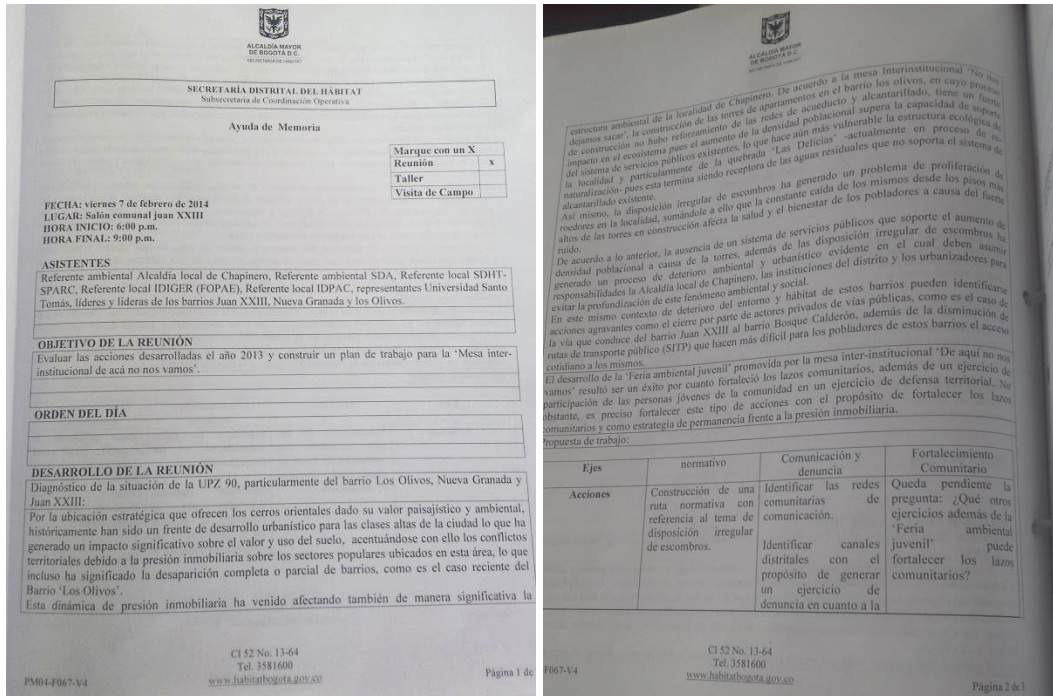 ALCALDÍA MAYOR
DE BOGOTÁ D.C.
SECRETARÍA DE HÁBITAT
SECRETARÍA DISTRITAL DEL HÁBITAT
Subsecretaría de Coordinación Operativa
Ayuda de Memoria
Marque con un X
Reunión x
Taller
Visita de Campo
FECHA: viernes 7 de febrero de 2014
LUGAR: Salón comunal juan XXIII
HORA INICIO: 6:00 p.m.
HORA FINAL: 9:00 p.m.
ASISTENTES
Referente ambiental Alcaldía local de Chapinero, Referente ambiental SDA, Referente local SDHT-
SPARC, Referente local IDIGER (FOPAE), Referente local IDPAC, representantes Universidad Santo
Tomás, líderes y lideras de los barrios Juan XXIII, Nueva Granada y los Olivos.
OBJETIVO DE LA REUNIÓN
Evaluar las acciones desarrolladas el año 2013 y construir un plan de trabajo para la ‘Mesa inter-
institucional de acá no nos vamos’.
ORDEN DEL DÍA
DESARROLLO DE LA REUNIÓN
Diagnóstico de la situación de la UPZ 90, particularmente del barrio Los Olivos, Nueva Granada y
Juan XXIII:
Por la ubicación estratégica que ofrecen los cerros orientales dado su valor paisajístico y ambiental,
históricamente han sido un frente de desarrollo urbanístico para las clases altas de la ciudad lo que ha
generado un impacto significativo sobre el valor y uso del suelo, acentuándose con ello los conflictos
territoriales debido a la presión inmobiliaria sobre los sectores populares ubicados en esta área, lo que
incluso ha significado la desaparición completa o parcial de barrios, como es el caso reciente del
Barrio ‘Los Olivos’.
Esta dinámica de presión inmobiliaria ha venido afectando también de manera significativa la
Cl 52 No. 13-64
Tel. 3581600
www.habitatbogota.gov.co
PM04-F067-V4
Página 1 de
ALCALDÍA MAYOR
DE BOGOTÁ D.C.
estructura ambiental de la localidad de Chapinero. De acuerdo a la mesa Interinstitucional ‘No nos
dejamos sacar’, la construcción de las torres de apartamentos en el barrio los olivos, en cuyo proceso
de construcción no hubo reforzamiento de las redes de acueducto y alcantarillado, tiene un fuerte
impacto en el ecosistema pues el aumento de la densidad poblacional supera la capacidad de soporte
del sistema de servicios públicos existentes, lo que hace aún más vulnerable la estructura ecológica de
la localidad y particularmente de la quebrada ‘Las Delicias’ -actualmente en proceso de re-
naturalización- pues esta termina siendo receptora de las aguas residuales que no soporta el sistema de
alcantarillado existente.
Así mismo, la disposición irregular de escombros ha generado un problema de proliferación de
roedores en la localidad, sumándole a ello que la constante caída de los mismos desde los pisos más
altos de las torres en construcción afecta la salud y el bienestar de los pobladores a causa del fuerte
ruido.
De acuerdo a lo anterior, la ausencia de un sistema de servicios públicos que soporte el aumento de
densidad poblacional a causa de la torres, además de las disposición irregular de escombros ha
generado un proceso de deterioro ambiental y urbanístico evidente en el cual deben asumir
responsabilidades la Alcaldía local de Chapinero, las instituciones del distrito y los urbanizadores para
evitar la profundización de este fenómeno ambiental y social.
En este mismo contexto de deterioro del entorno y hábitat de estos barrios pueden identificarse
acciones agravantes como el cierre por parte de actores privados de vías públicas, como es el caso de
la vía que conduce del barrio Juan XXIII al barrio Bosque Calderón, además de la disminución de
rutas de transporte público (SITP) que hacen más difícil para los pobladores de estos barrios el acceso
cotidiano a los mismos.
El desarrollo de la ‘Feria ambiental juvenil’ promovida por la mesa inter-institucional ‘De aquí no nos
vamos’ resultó ser un éxito por cuanto fortaleció los lazos comunitarios, además de un ejercicio de
participación de las personas jóvenes de la comunidad en un ejercicio de defensa territorial. No
obstante, es preciso fortalecer este tipo de acciones con el propósito de fortalecer los lazos
omunitarios y como estrategia de permanencia frente a la presión inmobiliaria.
Propuesta de trabajo:
Ejes normativo Comunicación y denuncia Fortalecimiento Comunitario
Acciones
Construcción de una
ruta normativa con
referencia al tema de
disposición irregular
de escombros.
Identificar las redes
comunitarias de
comunicación.
Identificar canales
distritales con el
propósito de generar
un ejercicio de
denuncia en cuanto a la
Queda pendiente la
pregunta: ¿Qué otros
ejercicios además de la
‘Feria ambiental
juvenil’ puede
fortalecer los lazos
comunitarios?
Cl 52 No. 13-64
Tel. 3581600
www.habitatbogota.gov.co
F067-V4
Página 2 de 3